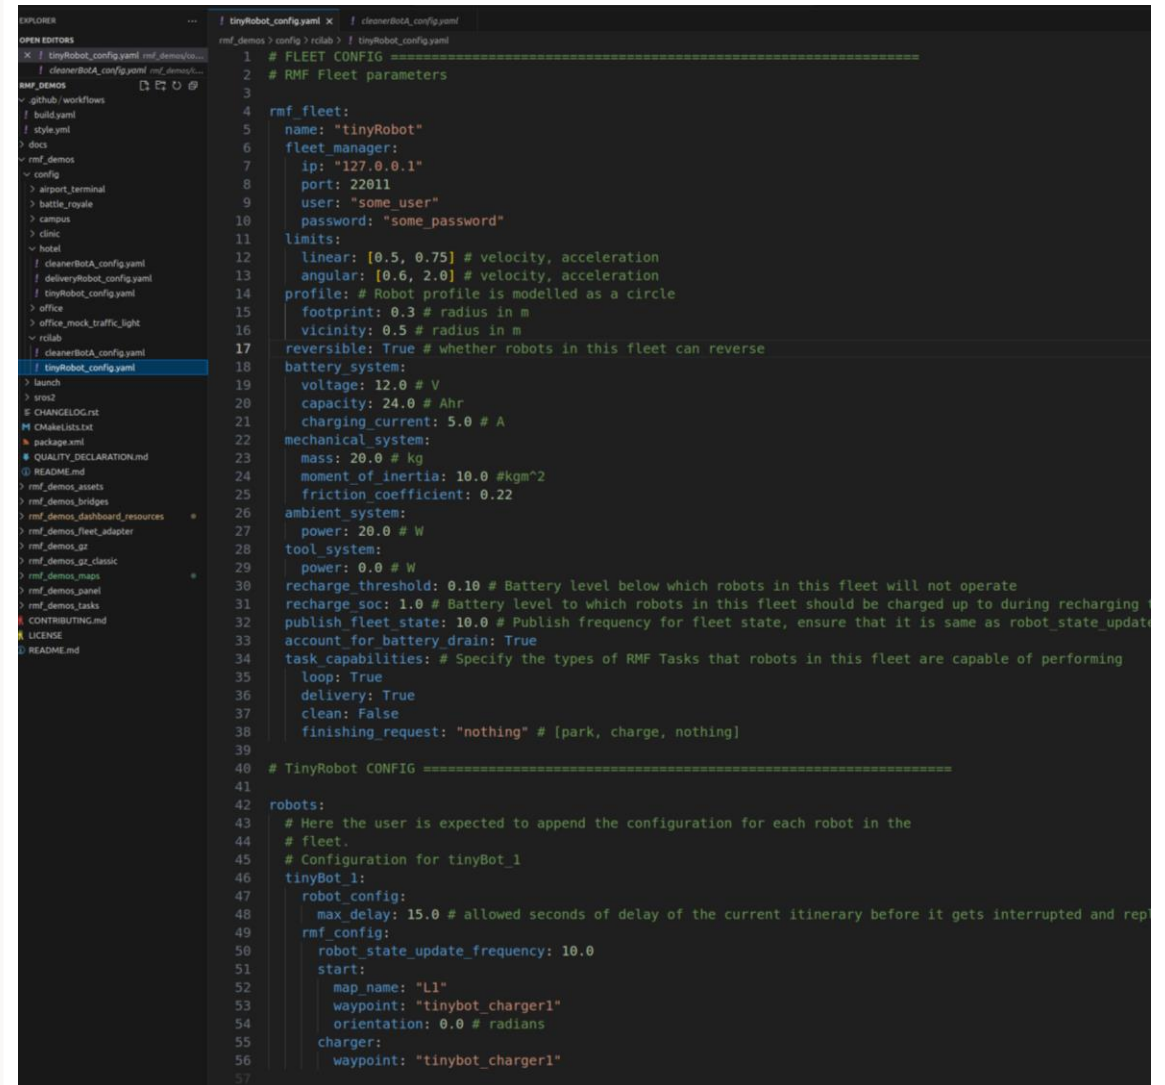 EXPLORER
...
OPEN EDITORS
× ! tinyRobot_config.yaml rmf_demos/co...
! cleanerBotA_config.yaml rmf_demos/c...
RMF_DEMOS
.github/workflows
! build.yaml
! style.yml
> docs
rmf_demos
config
> airport_terminal
> battle_royale
> campus
> clinic
hotel
! cleanerBotA_config.yaml
! deliveryRobot_config.yaml
! tinyRobot_config.yaml
> office
> office_mock_traffic_light
rcilab
! cleanerBotA_config.yaml
! tinyRobot_config.yaml
> launch
> sros2
CHANGELOG.rst
M CMakeLists.txt
package.xml
QUALITY_DECLARATION.md
README.md
> rmf_demos_assets
> rmf_demos_bridges
> rmf_demos_dashboard_resources
> rmf_demos_fleet_adapter
> rmf_demos_gz
> rmf_demos_gz_classic
> rmf_demos_maps
> rmf_demos_panel
> rmf_demos_tasks
CONTRIBUTING.md
LICENSE
README.md
! tinyRobot_config.yaml × ! cleanerBotA_config.yaml
rmf_demos > config > rcilab > ! tinyRobot_config.yaml
1 # FLEET CONFIG =================================================================
2 # RMF Fleet parameters
3
4 rmf_fleet:
5 name: "tinyRobot"
6 fleet_manager:
7 ip: "127.0.0.1"
8 port: 22011
9 user: "some_user"
10 password: "some_password"
11 limits:
12 linear: [0.5, 0.75] # velocity, acceleration
13 angular: [0.6, 2.0] # velocity, acceleration
14 profile: # Robot profile is modelled as a circle
15 footprint: 0.3 # radius in m
16 vicinity: 0.5 # radius in m
17 reversible: True # whether robots in this fleet can reverse
18 battery_system:
19 voltage: 12.0 # V
20 capacity: 24.0 # Ahr
21 charging_current: 5.0 # A
22 mechanical_system:
23 mass: 20.0 # kg
24 moment_of_inertia: 10.0 #kgm^2
25 friction_coefficient: 0.22
26 ambient_system:
27 power: 20.0 # W
28 tool_system:
29 power: 0.0 # W
30 recharge_threshold: 0.10 # Battery level below which robots in this fleet will not operate
31 recharge_soc: 1.0 # Battery level to which robots in this fleet should be charged up to during recharging t
32 publish_fleet_state: 10.0 # Publish frequency for fleet state, ensure that it is same as robot_state_update
33 account_for_battery_drain: True
34 task_capabilities: # Specify the types of RMF Tasks that robots in this fleet are capable of performing
35 loop: True
36 delivery: True
37 clean: False
38 finishing_request: "nothing" # [park, charge, nothing]
39
40 # TinyRobot CONFIG =================================================================
41
42 robots:
43 # Here the user is expected to append the configuration for each robot in the
44 # fleet.
45 # Configuration for tinyBot_1
46 tinyBot_1:
47 robot_config:
48 max_delay: 15.0 # allowed seconds of delay of the current itinerary before it gets interrupted and repl
49 rmf_config:
50 robot_state_update_frequency: 10.0
51 start:
52 map_name: "L1"
53 waypoint: "tinybot_charger1"
54 orientation: 0.0 # radians
55 charger:
56 waypoint: "tinybot_charger1"
57